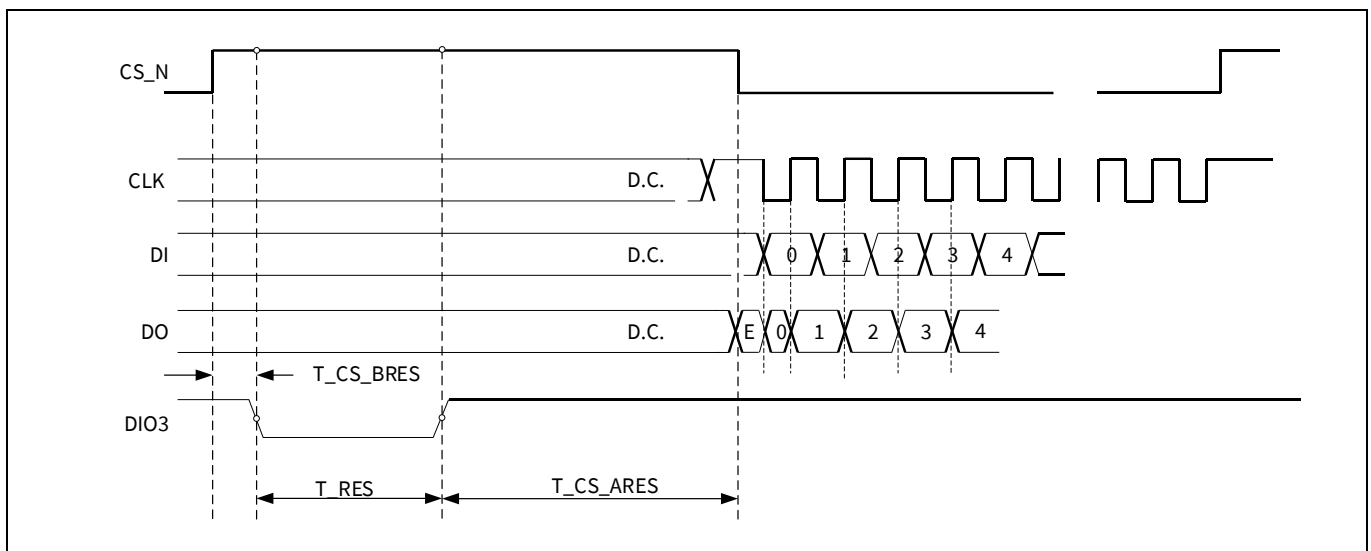 CS_N
CLK D.C.
DI D.C. 0 1 2 3 4
DO D.C. E 0 1 2 3 4
T_CS_BRES
DIO3
T_RES T_CS_ARES